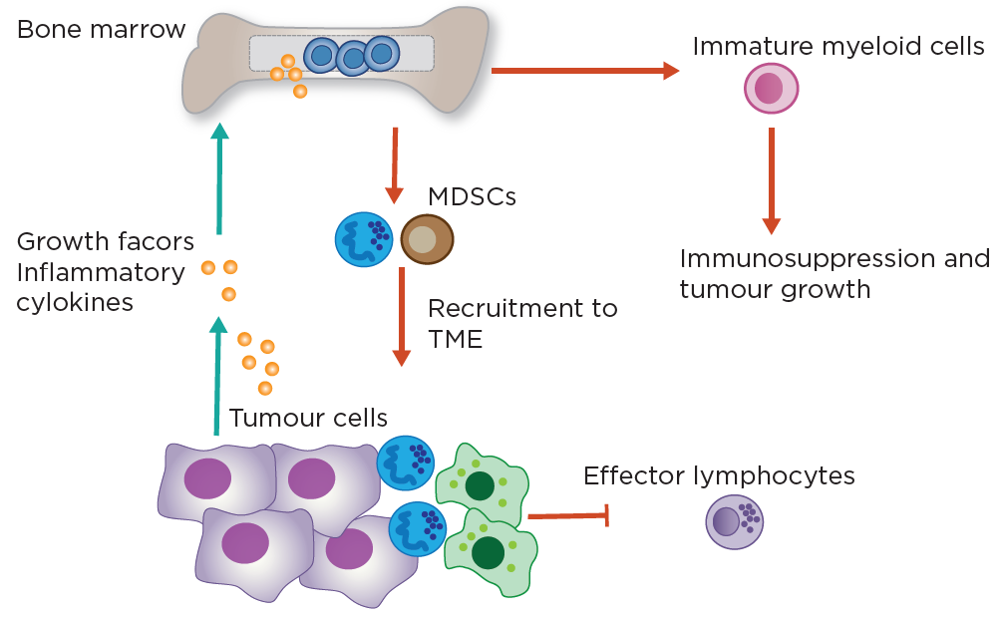 Bone marrow
Immature myeloid cells
MDSCs
Growth facors
Inflammatory
cylokines
Immunosuppression and
tumour growth
Recruitment to
TME
Tumour cells
Effector lymphocytes